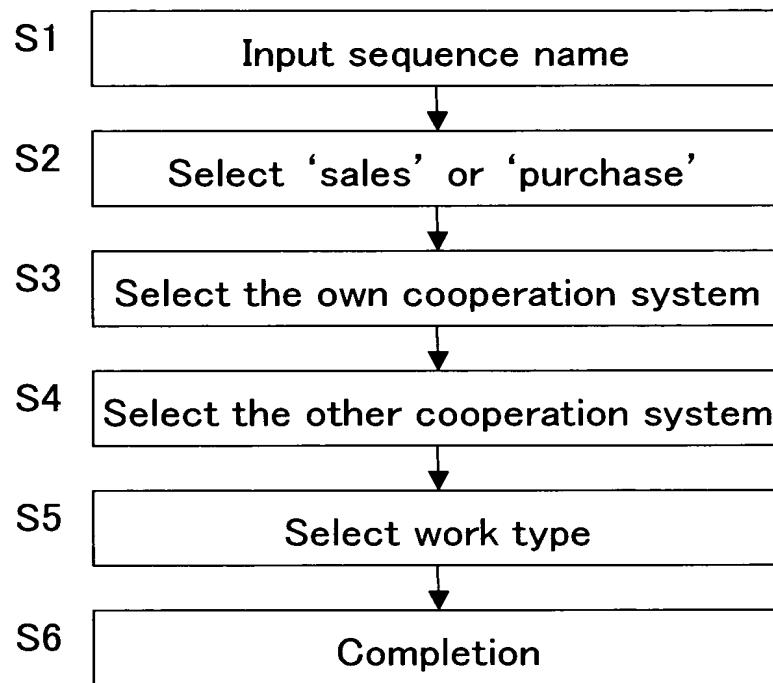 S1 Input sequence name
S2 Select ‘sales’ or ‘purchase’
S3 Select the own cooperation system
S4 Select the other cooperation system
S5 Select work type
S6 Completion